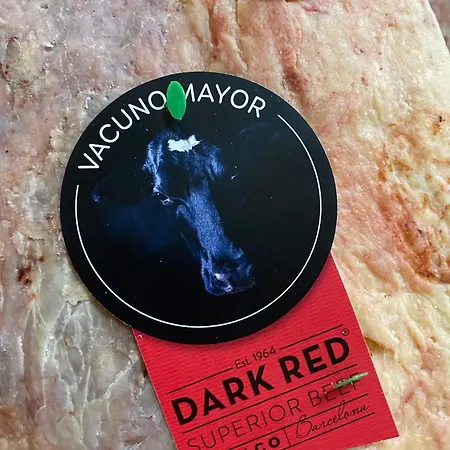 VACUNO MAYOR
Est. 1964
DARK RED®
SUPERIOR BEEF
Barcelona